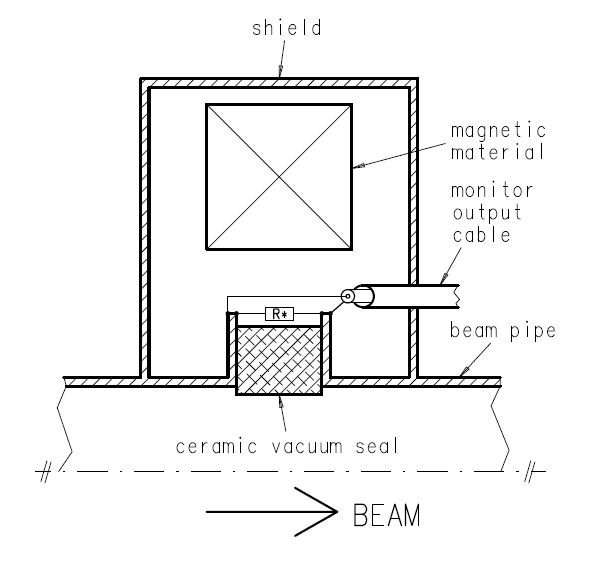 shield
magnetic
material
monitor
output
cable
R*
beam pipe
ceramic vacuum seal
BEAM